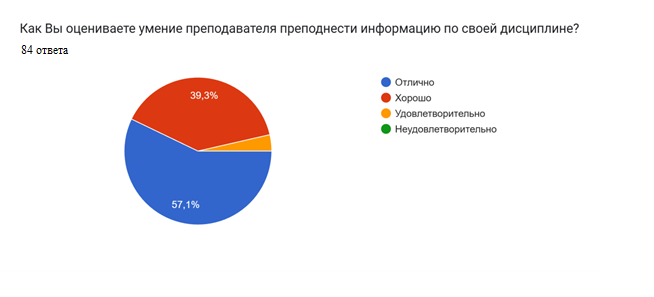 Как Вы оцениваете умение преподавателя преподнести информацию по своей дисциплине?
84 ответа
39,3%
57,1%
Отлично
Хорошо
Удовлетворительно
Неудовлетворительно